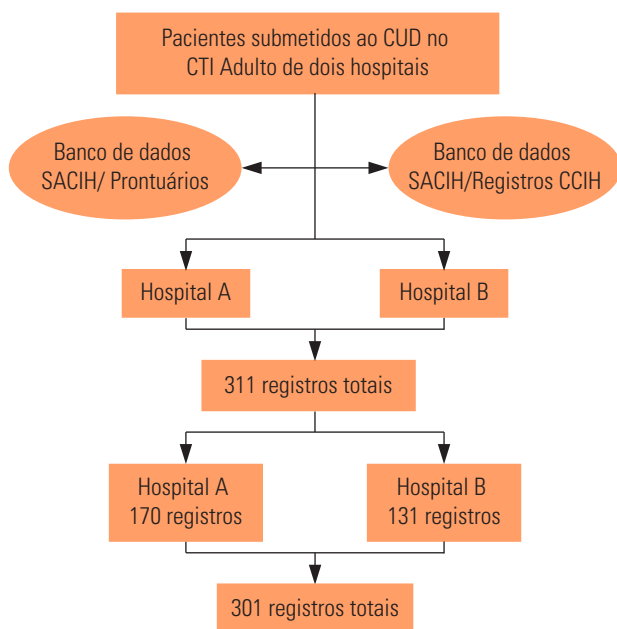 Pacientes submetidos ao CUD no
CTI Adulto de dois hospitais
Banco de dados
SACIH/ Prontuários
Banco de dados
SACIH/Registros CCIH
Hospital A
Hospital B
311 registros totais
Hospital A
170 registros
Hospital B
131 registros
301 registros totais